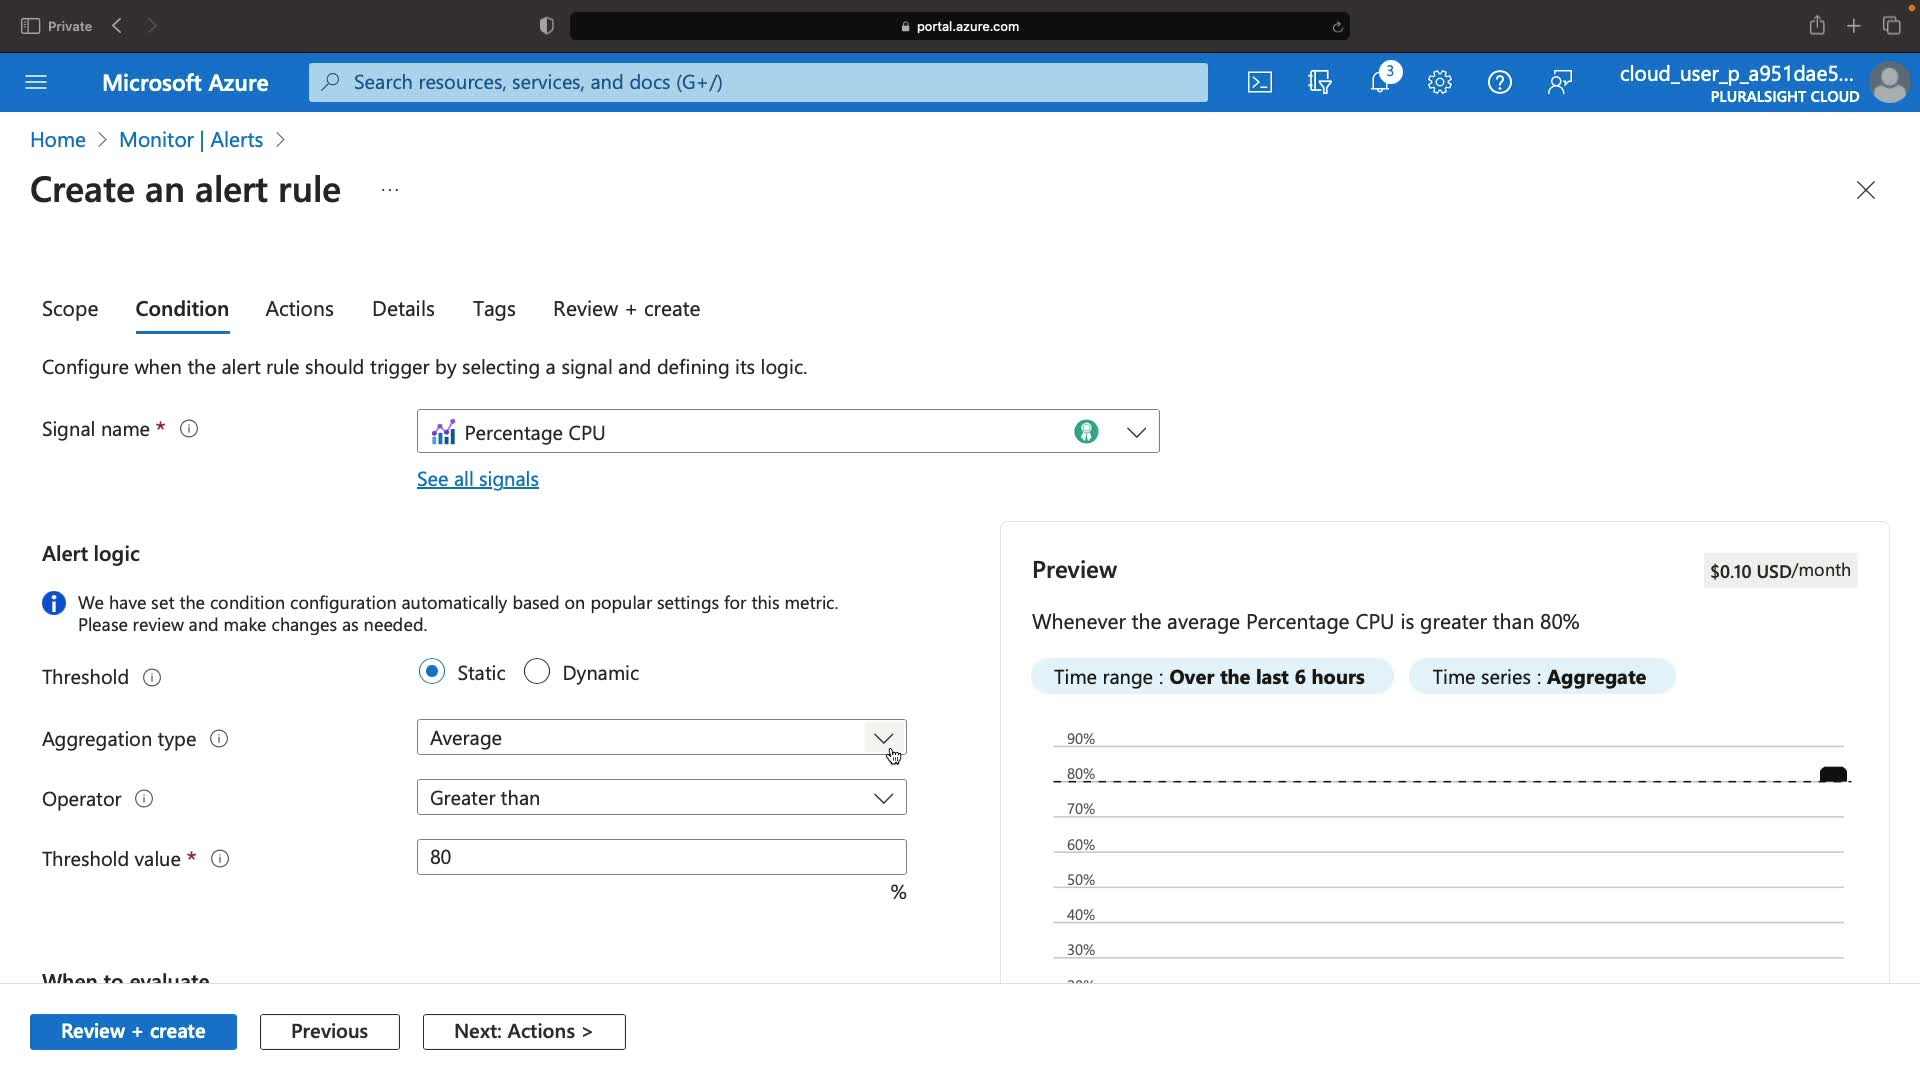 Private
portal.azure.com
Microsoft Azure
Search resources, services, and docs (G+/)
3
cloud_user_p_a951dae5...
PLURALSIGHT CLOUD
Home > Monitor | Alerts >
Create an alert rule ...
Scope Condition Actions Details Tags Review + create
Configure when the alert rule should trigger by selecting a signal and defining its logic.
Signal name *
Percentage CPU
See all signals
Alert logic
We have set the condition configuration automatically based on popular settings for this metric.
Please review and make changes as needed.
Threshold
Static Dynamic
Aggregation type
Average
Operator
Greater than
Threshold value *
80
%
When to evaluate
Preview
$0.10 USD/month
Whenever the average Percentage CPU is greater than 80%
Time range : Over the last 6 hours
Time series : Aggregate
90%
80%
70%
60%
50%
40%
30%
20%
Review + create
Previous
Next: Actions >